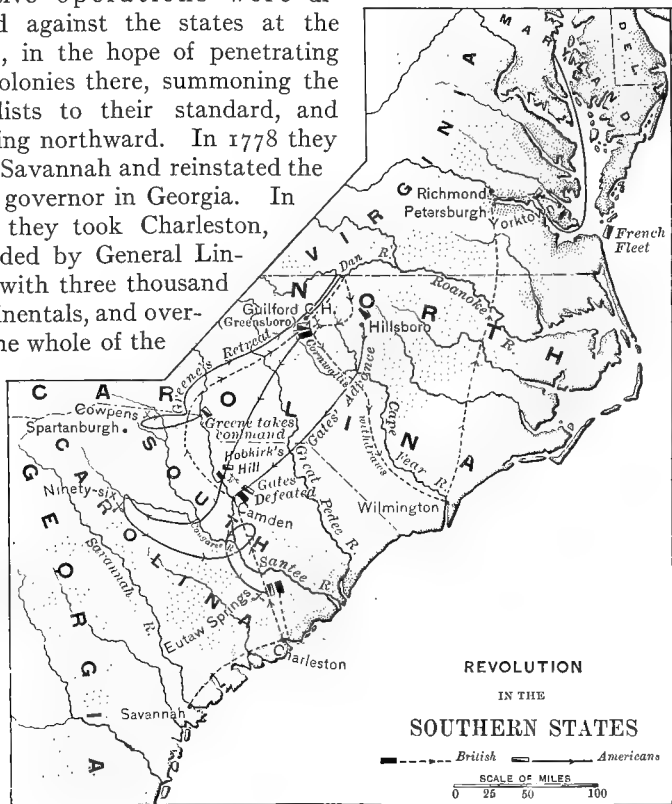 ive operations were di-
d against the states at the
, in the hope of penetrating
olonies there, summoning the
lists to their standard, and
ing northward. In 1778 they
Savannah and reinstated the
governor in Georgia. In
they took Charleston,
ded by General Lin-
with three thousand
inentals, and over-
he whole of the
MARYLAND
DEL.
VIRGINIA
Richmond
Petersburgh
Yorktown
French
Fleet
Dan R.
Roanoke R.
NORTH
CAROLINA
Guilford C.H.
(Greensboro)
Hillsboro
Greene's Retreat
Cornwallis
withdraws
Gates' Advance
Cape Fear R.
Cowpens
Spartanburgh
Greene takes
command
Hobkirk's
Hill
Gates
Defeated
Camden
Great Pedee R.
Wilmington
Ninety-six
SOUTH
CAROLINA
Congaree R.
Santee R.
Savannah R.
Eutaw Springs
Charleston
GEORGIA
Savannah
REVOLUTION
IN THE
SOUTHERN STATES
British Americans
SCALE OF MILES
0 25 50 100